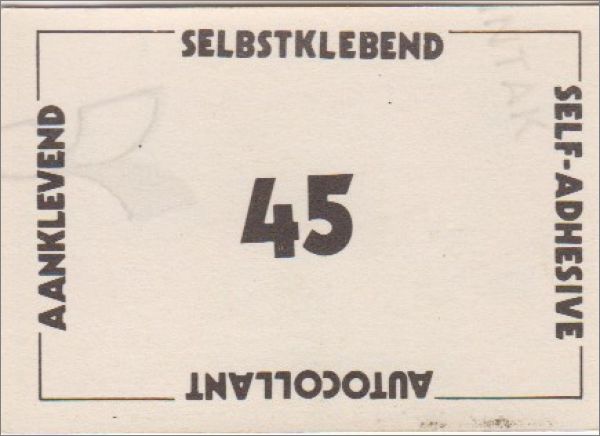 SELBSTKLEBEND
AANKLEVEND
45
SELF-ADHESIVE
AUTOCOLLANT